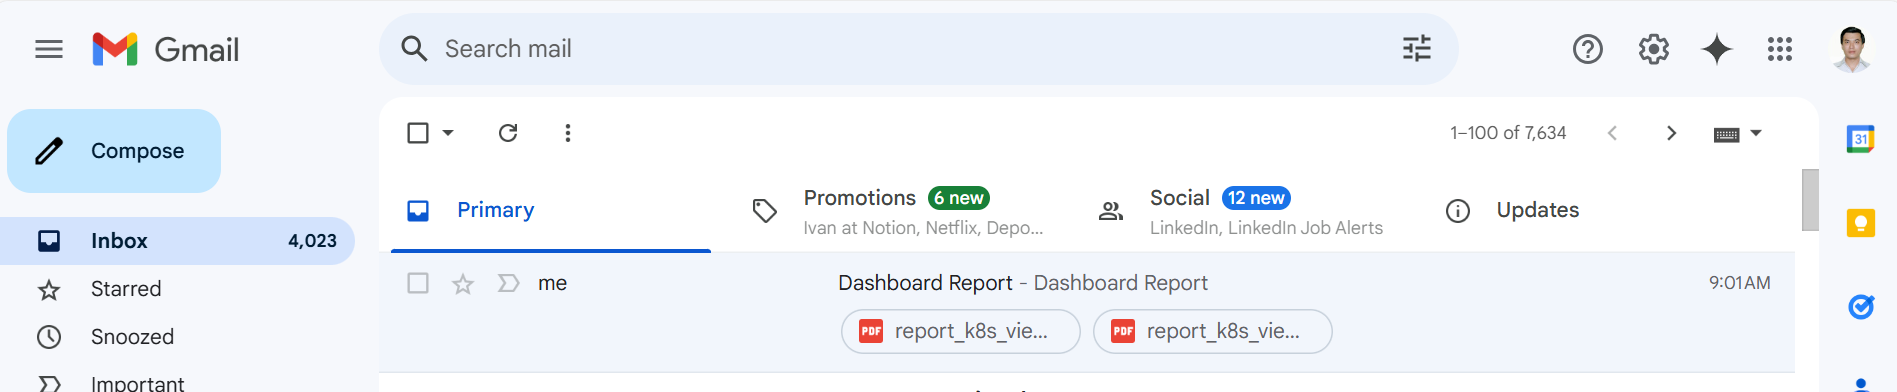 Gmail
Search mail
Compose
1–100 of 7,634
31
Primary
Promotions 6 new
Ivan at Notion, Netflix, Depo...
Social 12 new
LinkedIn, LinkedIn Job Alerts
Updates
Inbox 4,023
Starred
Snoozed
Important
me Dashboard Report - Dashboard Report 9:01 AM
PDF report_k8s_vie... PDF report_k8s_vie...